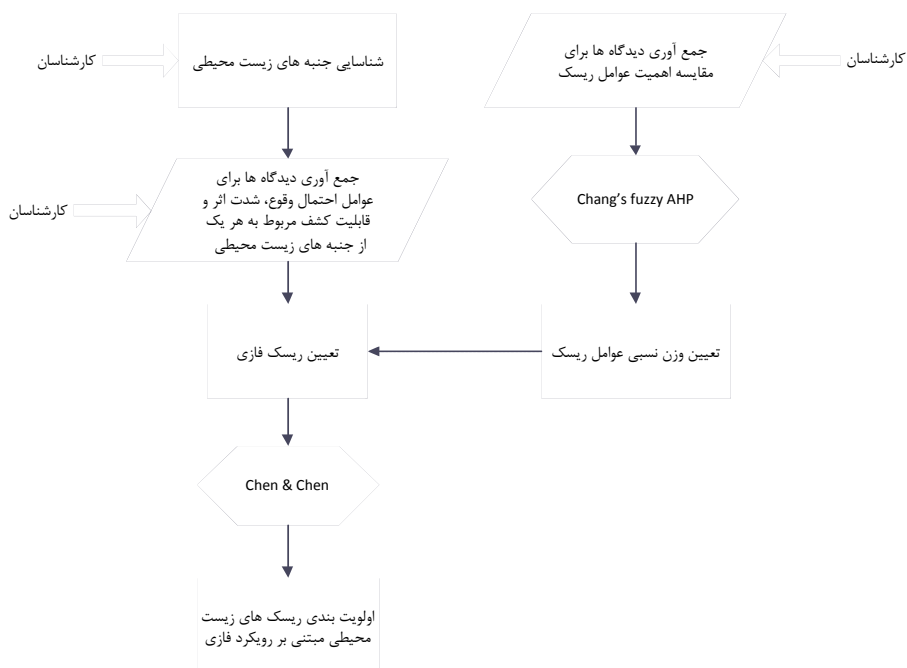 کارشناسان
شناسایی جنبه های زیست محیطی
جمع آوری دیدگاه ها برای
مقایسه اهمیت عوامل ریسک
کارشناسان
کارشناسان
جمع آوری دیدگاه ها برای
عوامل احتمال وقوع، شدت اثر و
قابلیت کشف مربوط به هر یک
از جنبه های زیست محیطی
Chang's fuzzy AHP
تعیین ریسک فازی
تعیین وزن نسبی عوامل ریسک
Chen & Chen
اولویت بندی ریسک های زیست
محیطی مبتنی بر رویکرد فازی